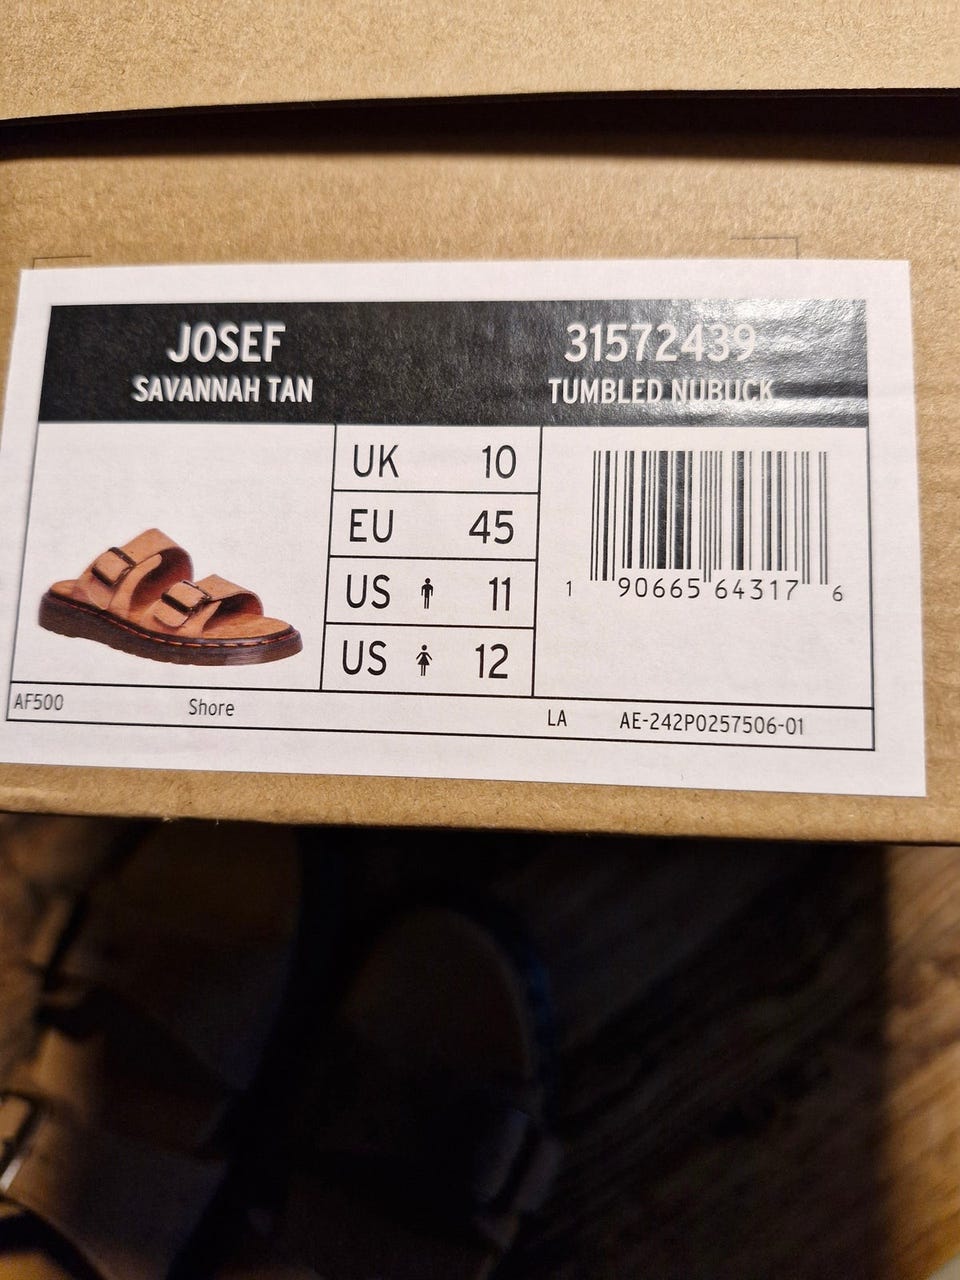 JOSEF
SAVANNAH TAN
31572439
TUMBLED NUBUCK
UK 10
EU 45
US 11
US 12
1 90665 64317 6
AF500 Shore LA AE-242P0257506-01